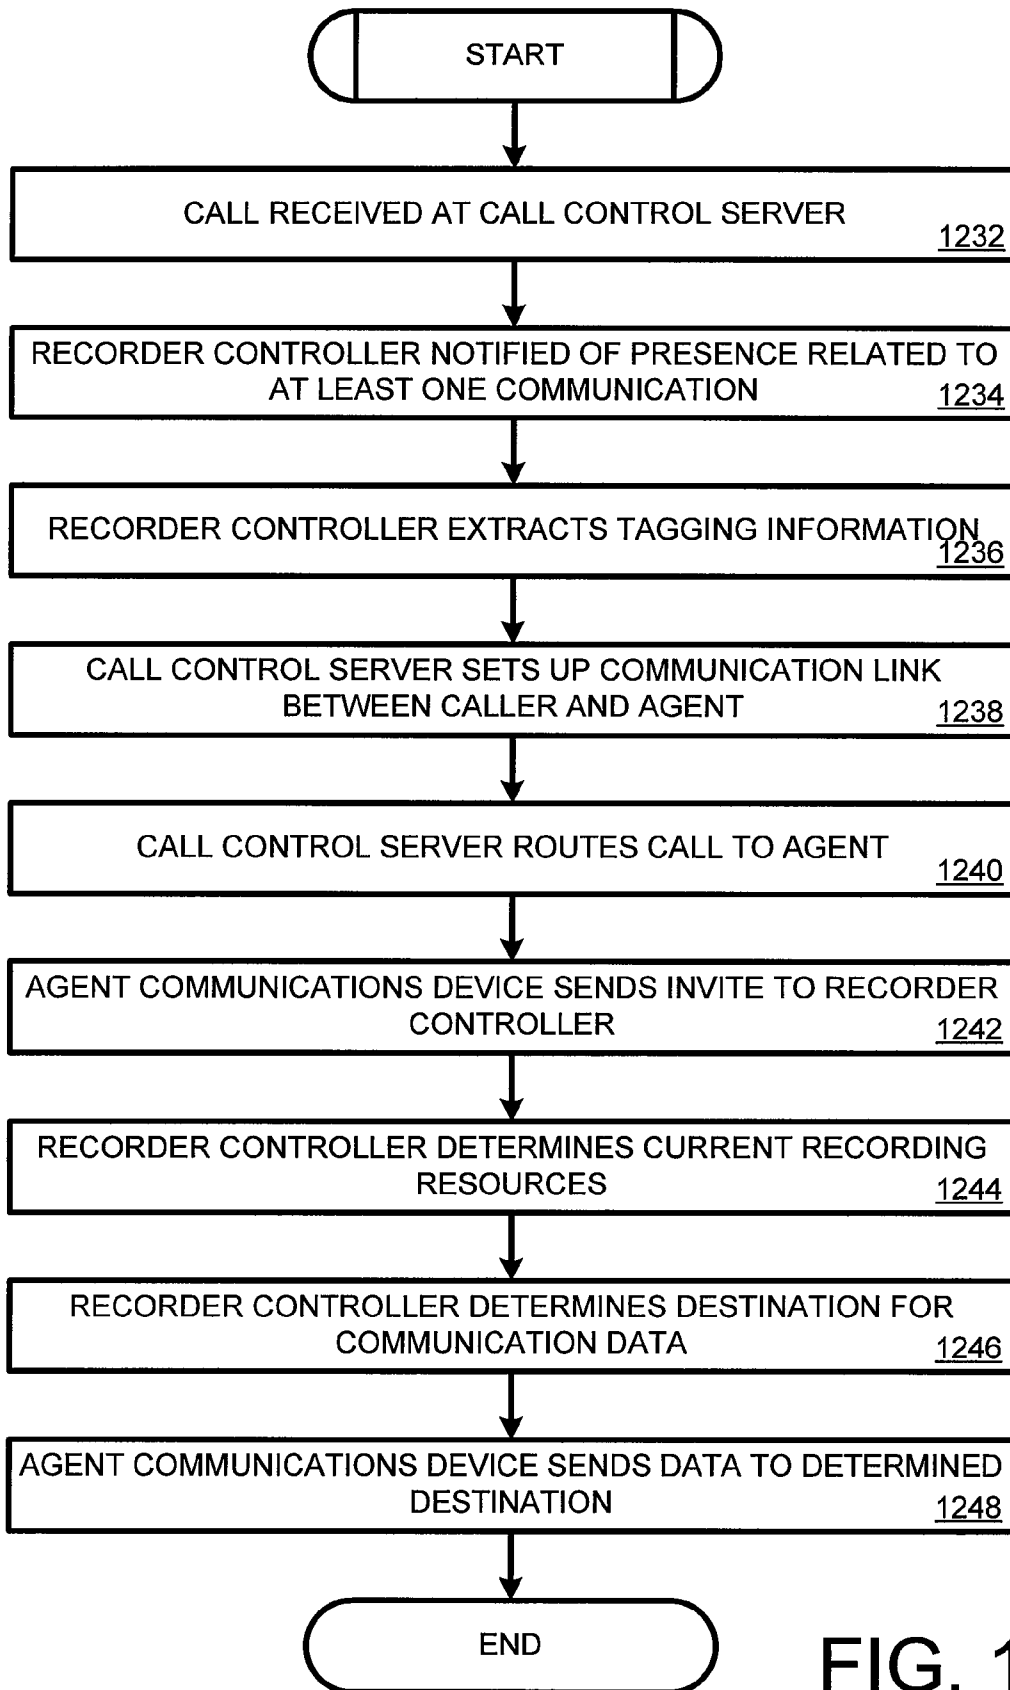 START
CALL RECEIVED AT CALL CONTROL SERVER
1232
RECORDER CONTROLLER NOTIFIED OF PRESENCE RELATED TO
AT LEAST ONE COMMUNICATION
1234
RECORDER CONTROLLER EXTRACTS TAGGING INFORMATION
1236
CALL CONTROL SERVER SETS UP COMMUNICATION LINK
BETWEEN CALLER AND AGENT
1238
CALL CONTROL SERVER ROUTES CALL TO AGENT
1240
AGENT COMMUNICATIONS DEVICE SENDS INVITE TO RECORDER
CONTROLLER
1242
RECORDER CONTROLLER DETERMINES CURRENT RECORDING
RESOURCES
1244
RECORDER CONTROLLER DETERMINES DESTINATION FOR
COMMUNICATION DATA
1246
AGENT COMMUNICATIONS DEVICE SENDS DATA TO DETERMINED
DESTINATION
1248
END
FIG. 1